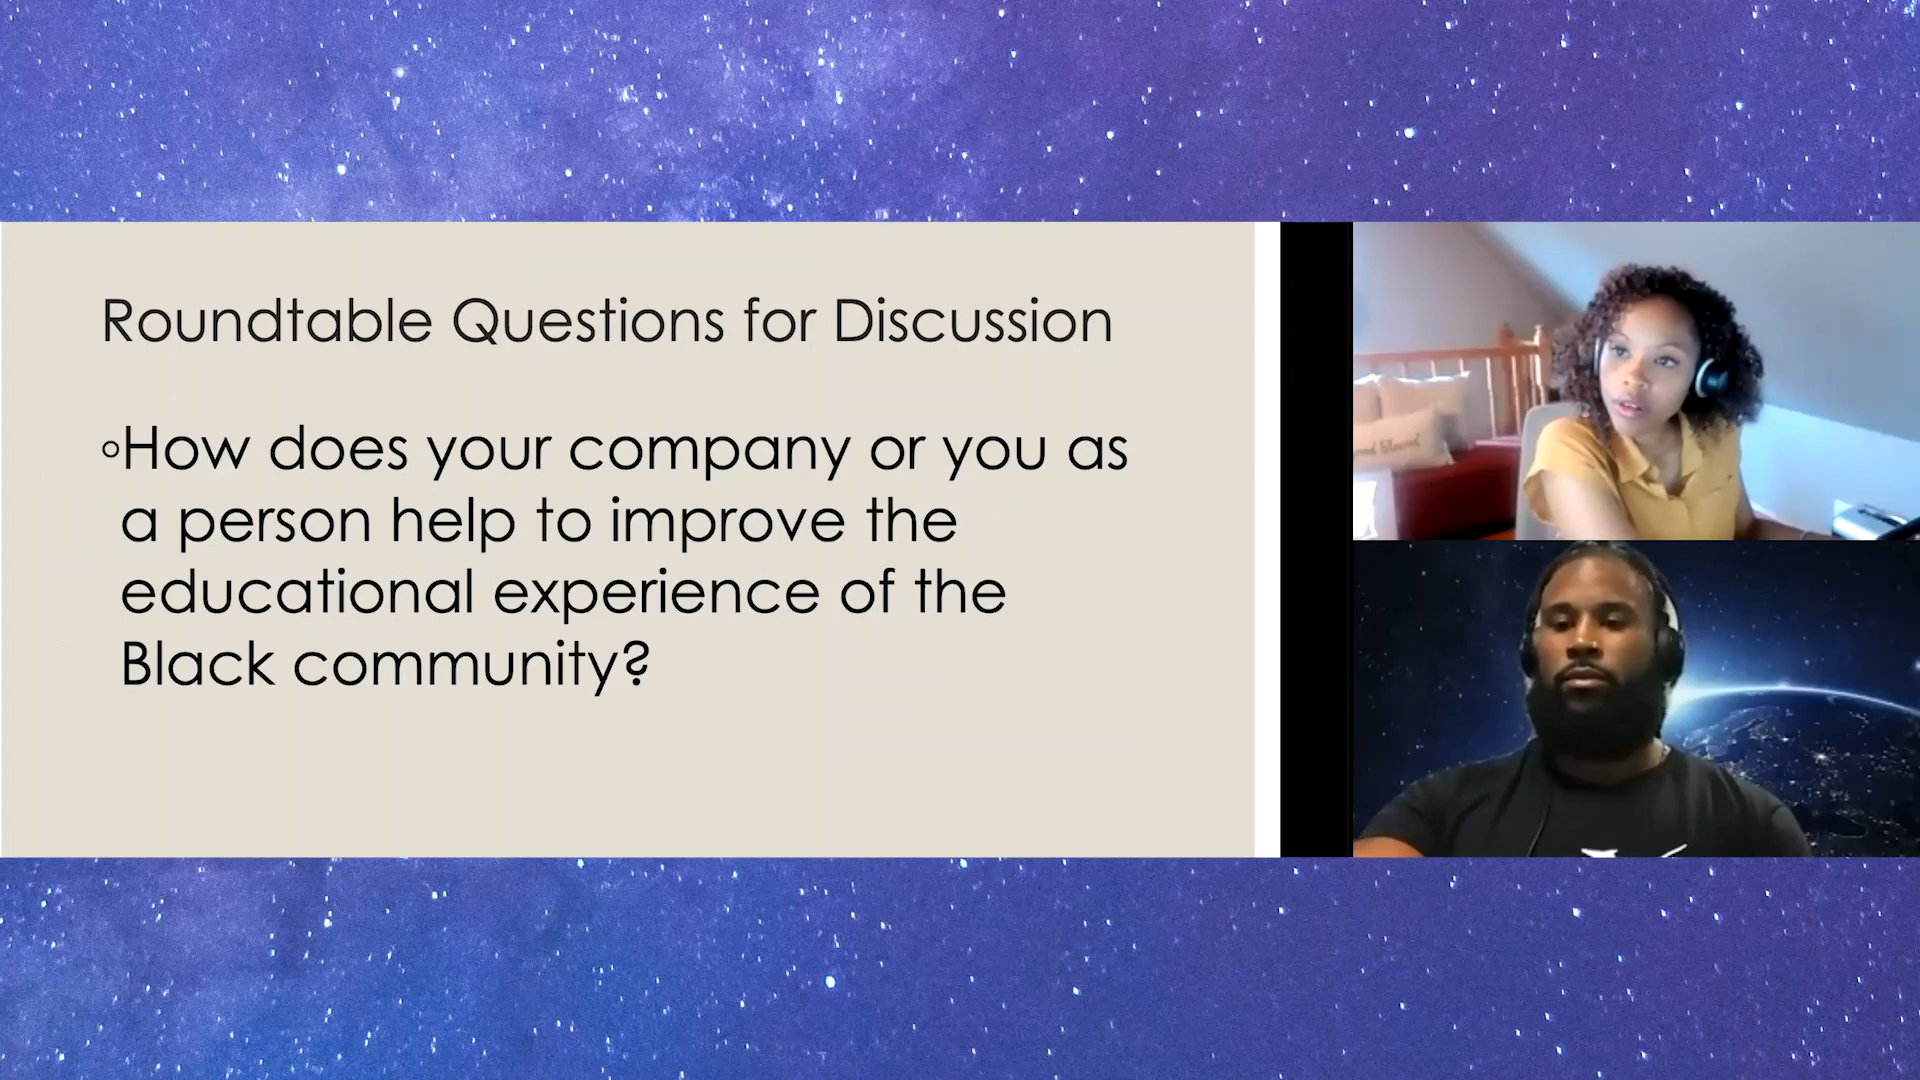 Roundtable Questions for Discussion
◦How does your company or you as
a person help to improve the
educational experience of the
Black community?
blessed